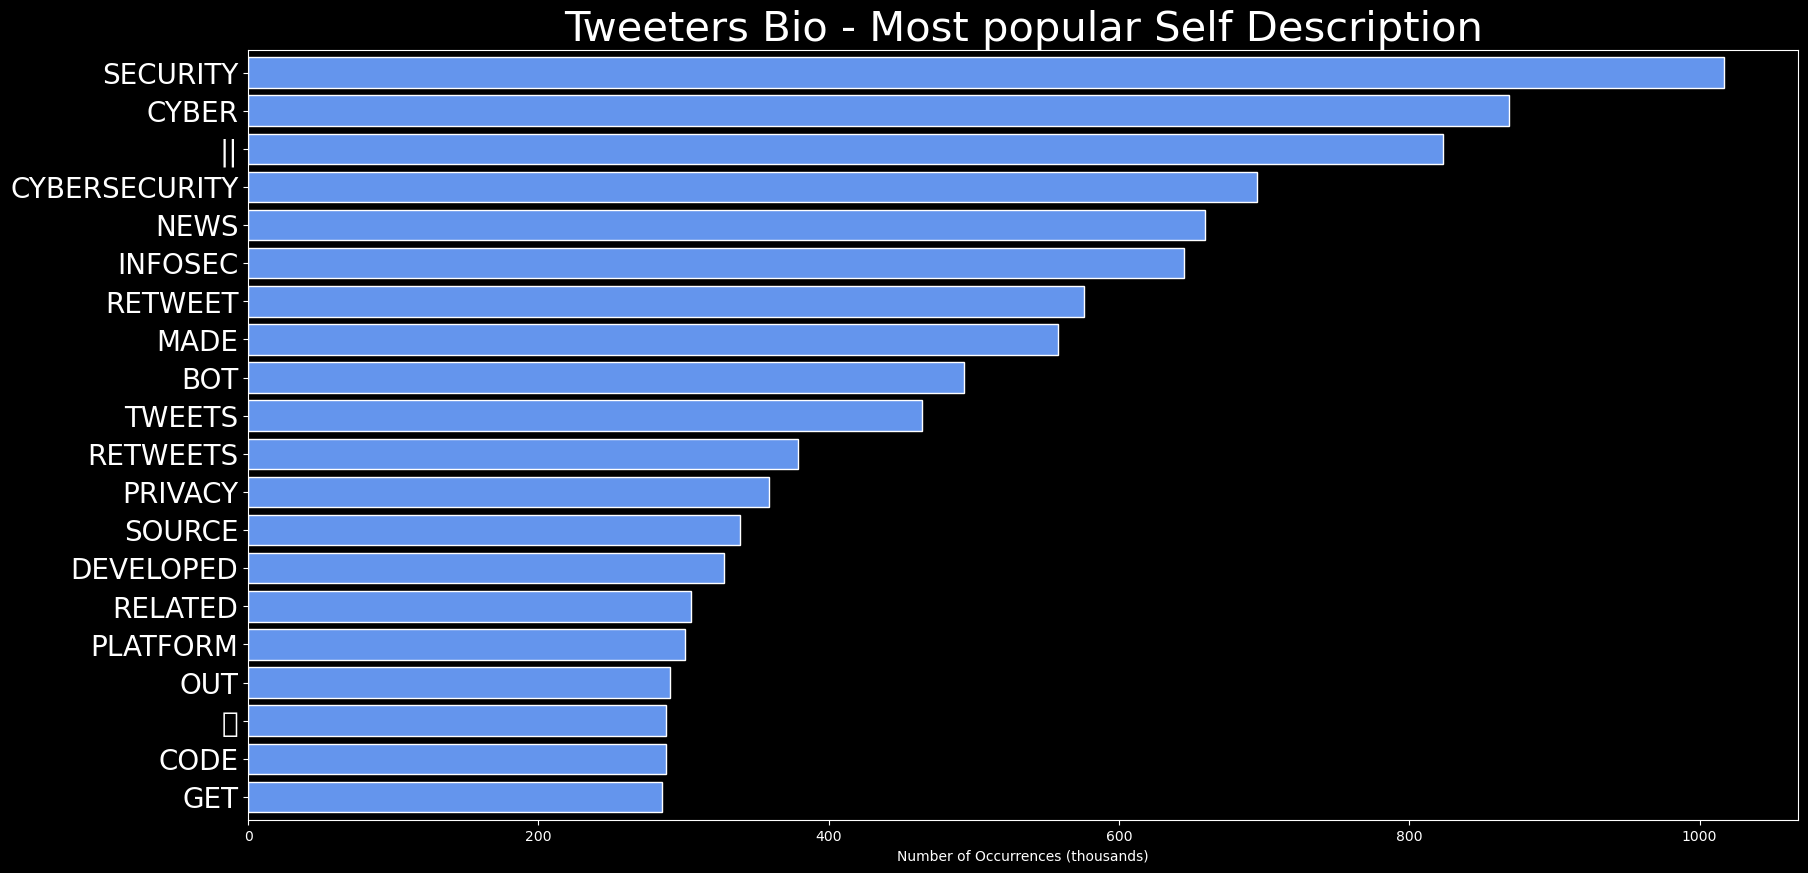 Tweeters Bio - Most popular Self Description
SECURITY
CYBER
||
CYBERSECURITY
NEWS
INFOSEC
RETWEET
MADE
BOT
TWEETS
RETWEETS
PRIVACY
SOURCE
DEVELOPED
RELATED
PLATFORM
OUT
CODE
GET
0 200 400 600 800 1000
Number of Occurrences (thousands)